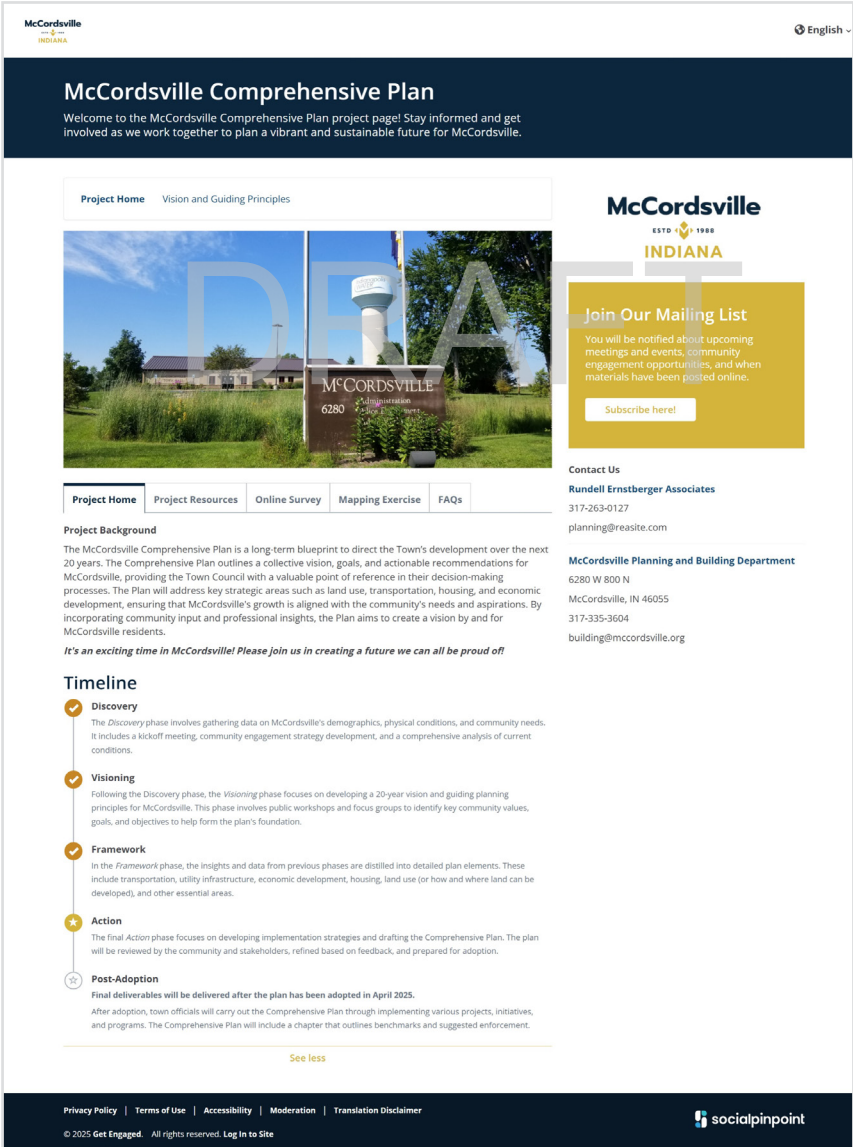 McCordsville
INDIANA
English
McCordsville Comprehensive Plan
Welcome to the McCordsville Comprehensive Plan project page! Stay informed and get
involved as we work together to plan a vibrant and sustainable future for McCordsville.
Project Home Vision and Guiding Principles
DRAFT
McCORDSVILLE
Administration
6280
McCordsville
ESTD 1988
INDIANA
Join Our Mailing List
You will be notified about upcoming
meetings and events, community
engagement opportunities, and when
materials have been posted online.
Subscribe here!
Contact Us
Rundell Ernstberger Associates
317-263-0127
planning@reasite.com
McCordsville Planning and Building Department
6280 W 800 N
McCordsville, IN 46055
317-335-3604
building@mccordsville.org
Project Home Project Resources Online Survey Mapping Exercise FAQs
Project Background
The McCordsville Comprehensive Plan is a long-term blueprint to direct the Town's development over the next
20 years. The Comprehensive Plan outlines a collective vision, goals, and actionable recommendations for
McCordsville, providing the Town Council with a valuable point of reference in their decision-making
processes. The Plan will address key strategic areas such as land use, transportation, housing, and economic
development, ensuring that McCordsville's growth is aligned with the community's needs and aspirations. By
incorporating community input and professional insights, the Plan aims to create a vision by and for
McCordsville residents.
It's an exciting time in McCordsville! Please join us in creating a future we can all be proud of!
Timeline
Discovery
The Discovery phase involves gathering data on McCordsville's demographics, physical conditions, and community needs.
It includes a kickoff meeting, community engagement strategy development, and a comprehensive analysis of current
conditions.
Visioning
Following the Discovery phase, the Visioning phase focuses on developing a 20-year vision and guiding planning
principles for McCordsville. This phase involves public workshops and focus groups to identify key community values,
goals, and objectives to help form the plan's foundation.
Framework
In the Framework phase, the insights and data from previous phases are distilled into detailed plan elements. These
include transportation, utility infrastructure, economic development, housing, land use (or how and where land can be
developed), and other essential areas.
Action
The final Action phase focuses on developing implementation strategies and drafting the Comprehensive Plan. The plan
will be reviewed by the community and stakeholders, refined based on feedback, and prepared for adoption.
Post-Adoption
Final deliverables will be delivered after the plan has been adopted in April 2025.
After adoption, town officials will carry out the Comprehensive Plan through implementing various projects, initiatives,
and programs. The Comprehensive Plan will include a chapter that outlines benchmarks and suggested enforcement.
See less
Privacy Policy | Terms of Use | Accessibility | Moderation | Translation Disclaimer
© 2025 Get Engaged. All rights reserved. Log In to Site
socialpinpoint